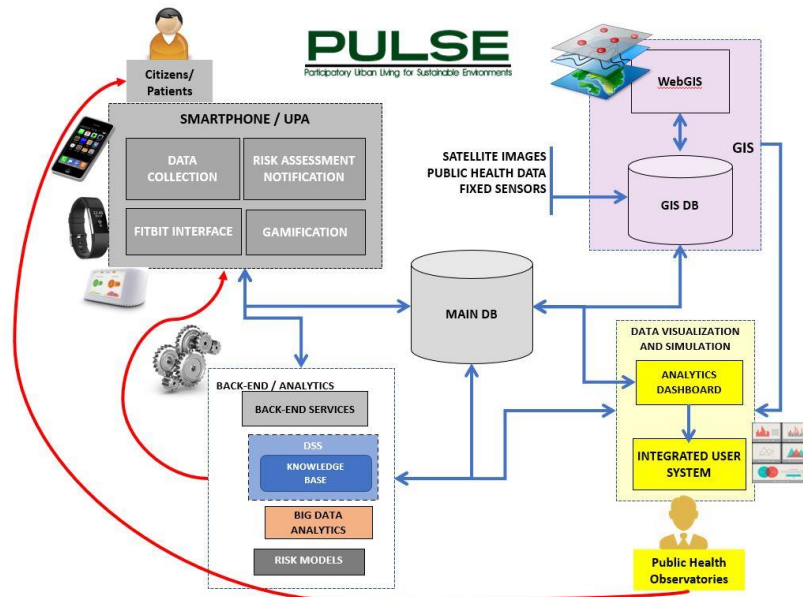 PULSE
Participatory Urban Living for Sustainable Environments
Citizens/
Patients
SMARTPHONE / UPA
DATA
COLLECTION
RISK ASSESSMENT
NOTIFICATION
FITBIT INTERFACE
GAMIFICATION
WebGIS
GIS
SATELLITE IMAGES
PUBLIC HEALTH DATA
FIXED SENSORS
GIS DB
MAIN DB
DATA VISUALIZATION
AND SIMULATION
ANALYTICS
DASHBOARD
INTEGRATED USER
SYSTEM
BACK-END / ANALYTICS
BACK-END SERVICES
DSS
KNOWLEDGE
BASE
BIG DATA
ANALYTICS
RISK MODELS
Public Health
Observatories